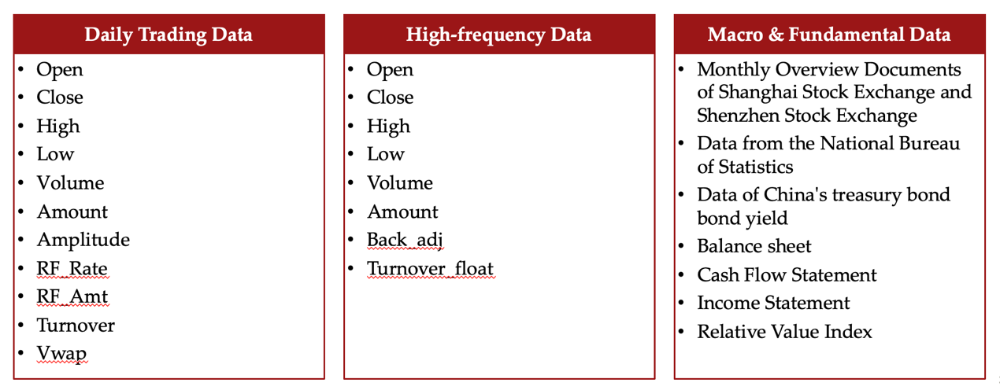 Daily Trading Data
• Open
• Close
• High
• Low
• Volume
• Amount
• Amplitude
• RF_Rate
• RF_Amt
• Turnover
• Vwap
High-frequency Data
• Open
• Close
• High
• Low
• Volume
• Amount
• Back_adj
• Turnover_float
Macro & Fundamental Data
• Monthly Overview Documents
of Shanghai Stock Exchange and
Shenzhen Stock Exchange
• Data from the National Bureau
of Statistics
• Data of China's treasury bond
bond yield
• Balance sheet
• Cash Flow Statement
• Income Statement
• Relative Value Index